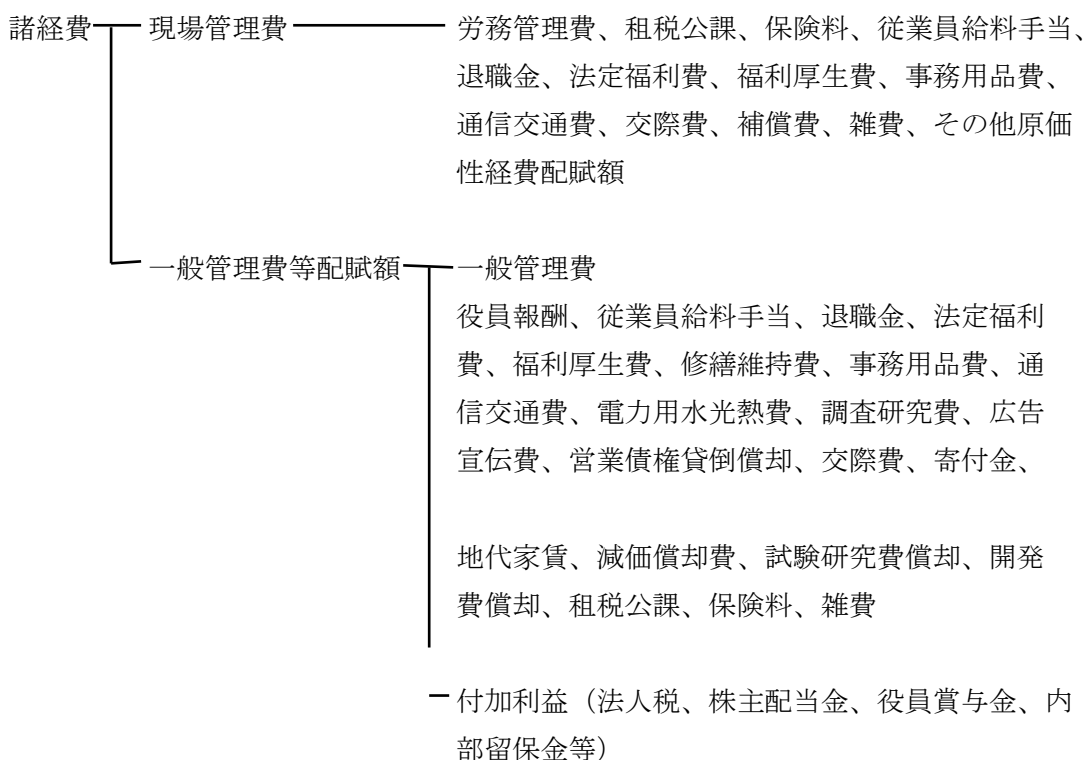 諸経費 現場管理費 労務管理費、租税公課、保険料、従業員給料手当、
退職金、法定福利費、福利厚生費、事務用品費、
通信交通費、交際費、補償費、雑費、その他原価
性経費配賦額
一般管理費等配賦額 一般管理費
役員報酬、従業員給料手当、退職金、法定福利
費、福利厚生費、修繕維持費、事務用品費、通
信交通費、電力用水光熱費、調査研究費、広告
宣伝費、営業債権貸倒償却、交際費、寄付金、
地代家賃、減価償却費、試験研究費償却、開発
費償却、租税公課、保険料、雑費
付加利益（法人税、株主配当金、役員賞与金、内
部留保金等）